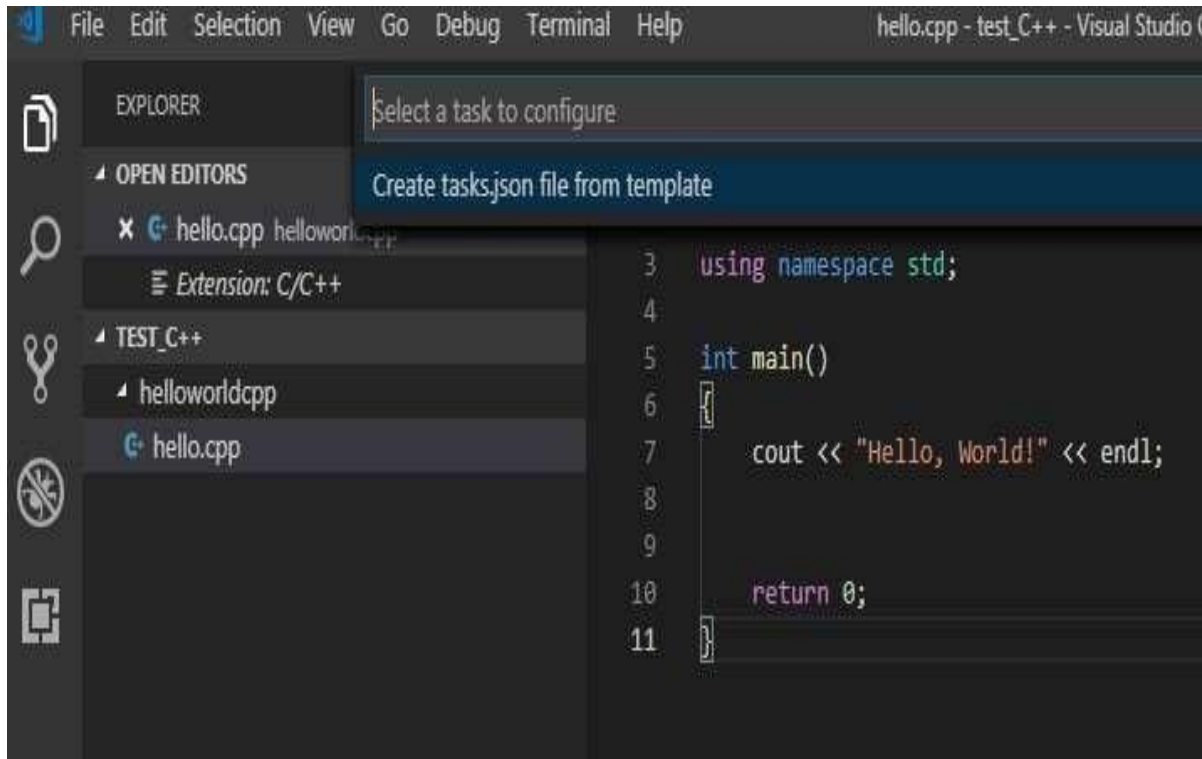 File Edit Selection View Go Debug Terminal Help hello.cpp - test_C++ - Visual Studio
EXPLORER
Select a task to configure
OPEN EDITORS
Create tasks.json file from template
hello.cpp helloworldcpp
Extension: C/C++
TEST_C++
helloworldcpp
hello.cpp
3 using namespace std;
4
5 int main()
6 {
7 cout << "Hello, World!" << endl;
8
9
10 return 0;
11 }